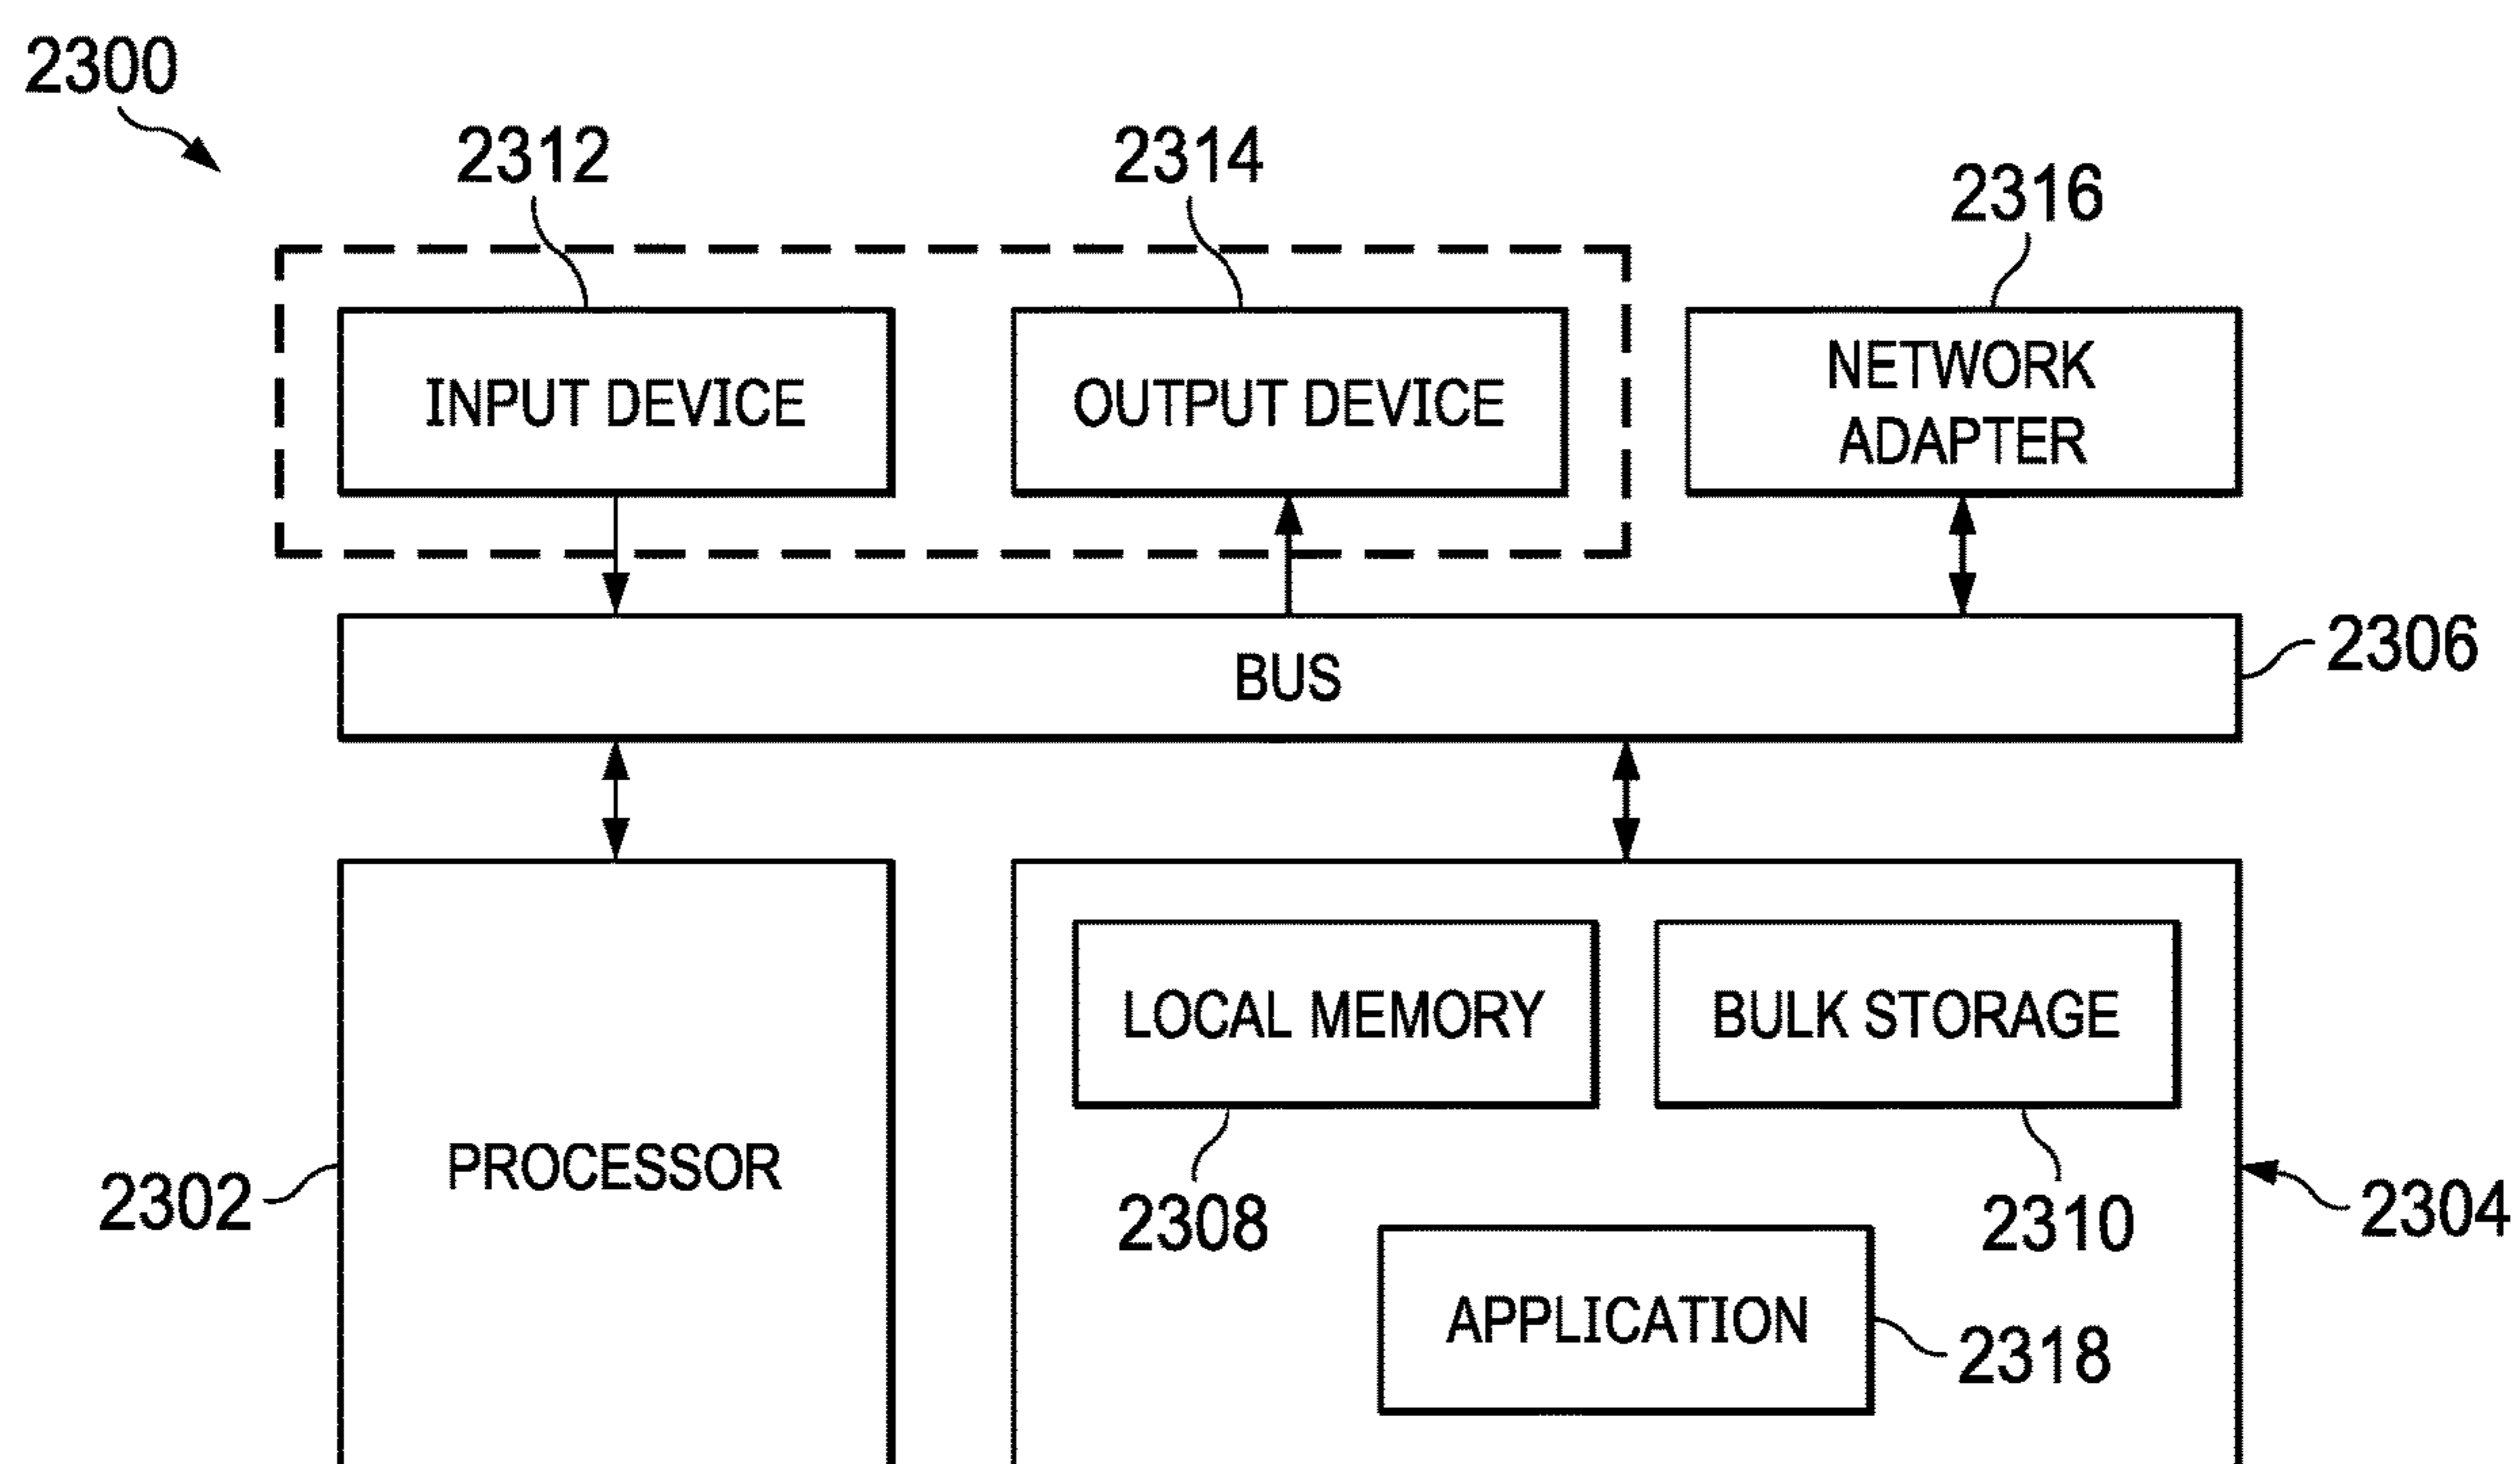 2300
2312
2314
2316
INPUT DEVICE
OUTPUT DEVICE
NETWORK
ADAPTER
BUS
2306
LOCAL MEMORY
BULK STORAGE
PROCESSOR
2302
2308
2310
2304
APPLICATION
2318